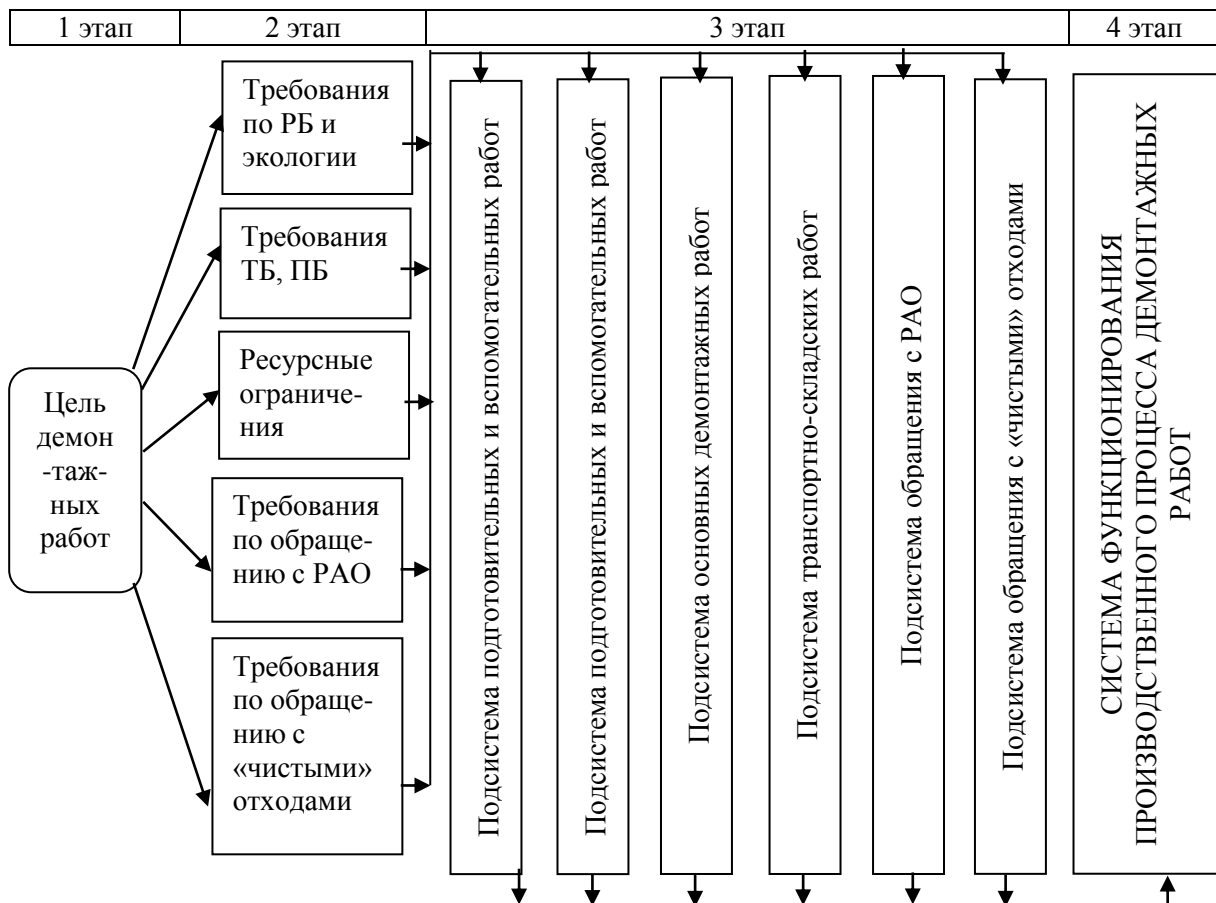 1 этап
2 этап
3 этап
4 этап
Цель
демон
-таж-
ных
работ
Требования
по РБ и
экологии
Требования
ТБ, ПБ
Ресурсные
ограниче-
ния
Требования
по обраще-
нию с РАО
Требования
по обраще-
нию с
«чистыми»
отходами
Подсистема подготовительных и вспомогательных работ
Подсистема подготовительных и вспомогательных работ
Подсистема основных демонтажных работ
Подсистема транспортно-складских работ
Подсистема обращения с РАО
Подсистема обращения с «чистыми» отходами
СИСТЕМА ФУНКЦИОНИРОВАНИЯ
ПРОИЗВОДСТВЕННОГО ПРОЦЕССА ДЕМОНТАЖНЫХ
РАБОТ